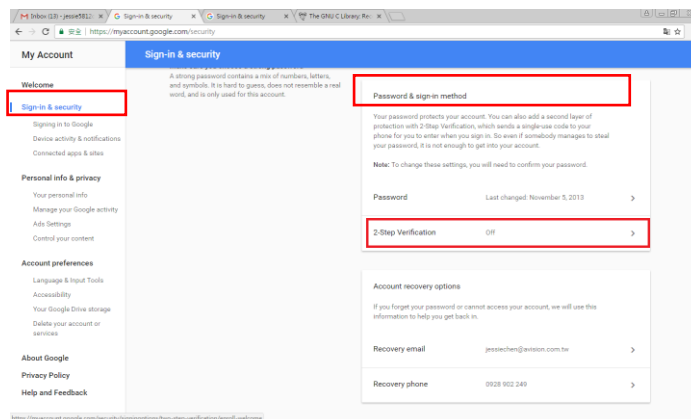 Inbox (13) - jessie5812
Sign-in & security
Sign-in & security
The GNU C Library: Re
安全 | https://myaccount.google.com/security
My Account
Sign-in & security
Welcome
Sign-in & security
Signing in to Google
Device activity & notifications
Connected apps & sites
Personal info & privacy
Your personal info
Manage your Google activity
Ads Settings
Control your content
Account preferences
Language & Input Tools
Accessibility
Your Google Drive storage
Delete your account or
services
About Google
Privacy Policy
Help and Feedback
A strong password contains a mix of numbers, letters,
and symbols. It is hard to guess, does not resemble a real
word, and is only used for this account.
Password & sign-in method
Your password protects your account. You can also add a second layer of
protection with 2-Step Verification, which sends a single-use code to your
phone for you to enter when you sign in. So even if somebody manages to steal
your password, it is not enough to get into your account.
Note: To change these settings, you will need to confirm your password.
Password Last changed: November 5, 2013
2-Step Verification Off
Account recovery options
If you forget your password or cannot access your account, we will use this
information to help you get back in.
Recovery email jessiechen@avision.com.tw
Recovery phone 0928 902 249